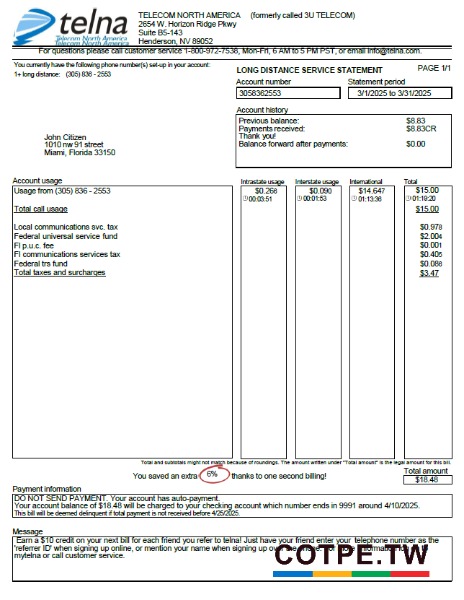 telna
Telecom North America
TELECOM NORTH AMERICA (formerly called 3U TELECOM)
2654 W. Horizon Ridge Pkwy
Suite B5-143
Henderson, NV 89052
For questions please call customer service 1-800-972-7538, Mon-Fri, 6 AM to 5 PM PST, or email info@telna.com.
You currently have the following phone number(s) set-up in your account:
1+ long distance: (305) 836 - 2553
LONG DISTANCE SERVICE STATEMENT PAGE 1/1
Account number Statement period
3058362553 3/1/2025 to 3/31/2025
Account history
Previous balance: $8.83
Payments received: $8.83CR
Thank you!
Balance forward after payments: $0.00
John Citizen
1010 nw 91 street
Miami, Florida 33150
Account usage Intrastate usage Interstate usage International Total
Usage from (305) 836 - 2553 $0.268 $0.090 $14.647 $15.00
00:03:51 00:01:53 01:13:36 01:19:20
Total call usage $15.00
Local communications svc. tax $0.978
Federal universal service fund $2.004
Fl p.u.c. fee $0.001
Fl communications services tax $0.405
Federal trs fund $0.086
Total taxes and surcharges $3.47
Total and subtotals might not match because of roundings. The amount written under "Total amount" is the legal amount for this bill.
You saved an extra 6% thanks to one second billing!
Total amount
$18.48
Payment information
DO NOT SEND PAYMENT. Your account has auto-payment.
Your account balance of $18.48 will be charged to your checking account which number ends in 9991 around 4/10/2025.
This bill will be deemed delinquent if total payment is not received before 4/25/2025.
Message
Earn a $10 credit on your next bill for each friend you refer to telna! Just have your friend enter your telephone number as the
'referrer ID' when signing up online, or mention your name when signing up over the phone. For more information
mytelna or call customer service.
COTPE.TW